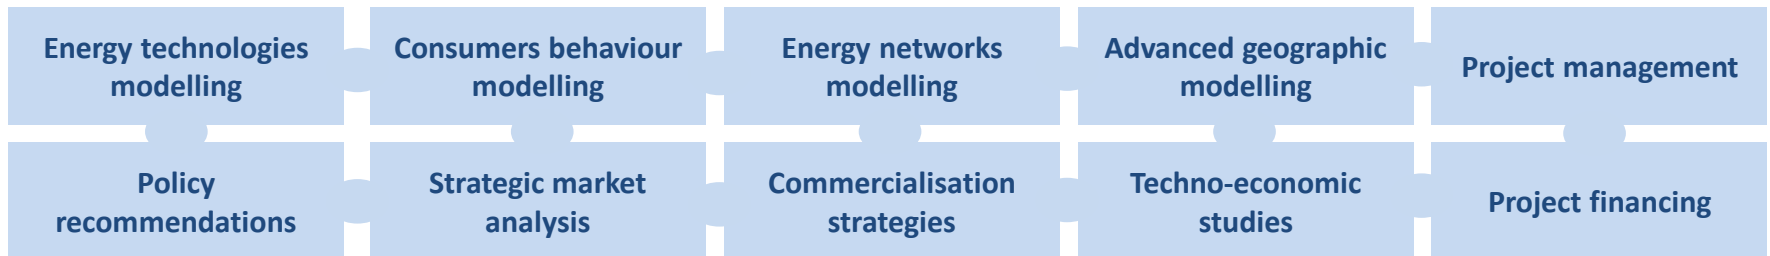 Energy technologies
modelling
Consumers behaviour
modelling
Energy networks
modelling
Advanced geographic
modelling
Project management
Policy
recommendations
Strategic market
analysis
Commercialisation
strategies
Techno-economic
studies
Project financing